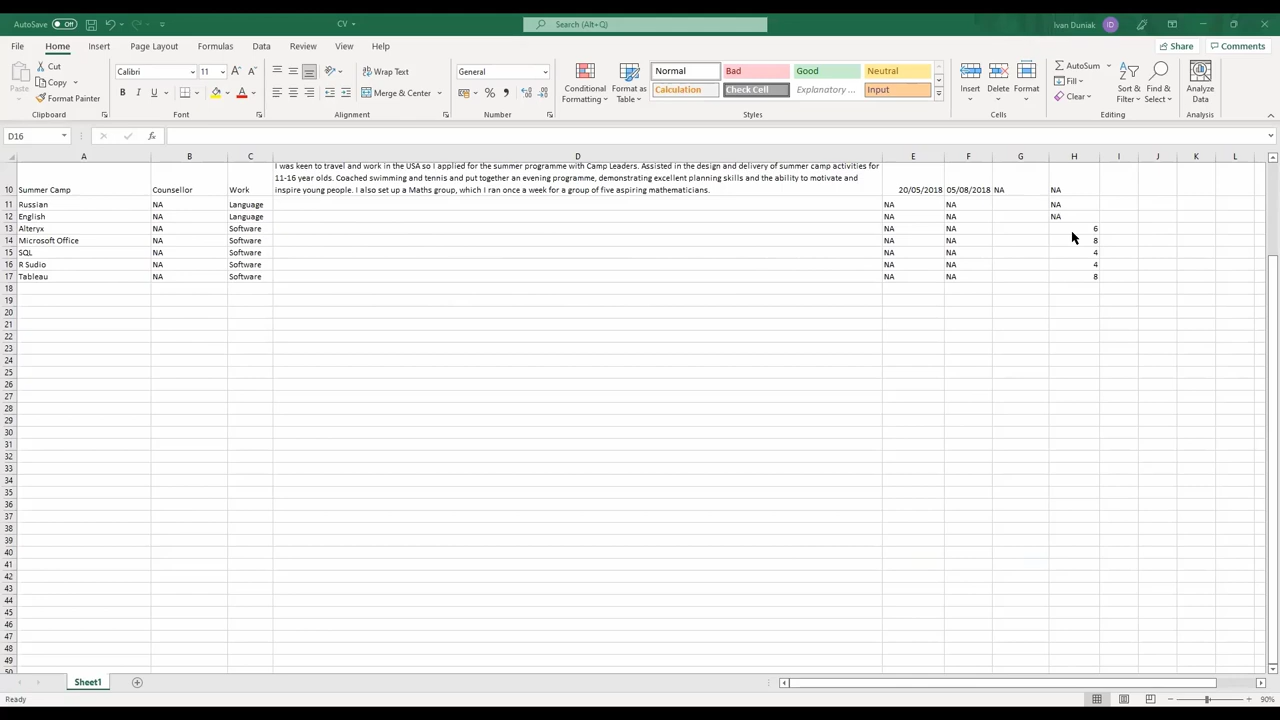 AutoSave Off CV Search (Alt+Q) Ivan Duniak ID
File Home Insert Page Layout Formulas Data Review View Help Share Comments
Paste Cut Copy Format Painter Clipboard
Calibri 11 A A B I U A Font
ab Wrap Text Merge & Center Alignment
General % , Number
Conditional Formatting Format as Table Normal Bad Good Neutral Calculation Check Cell Explanatory ... Input Styles
Insert Delete Format Cells
AutoSum Fill Clear Sort & Filter Find & Select Editing
Analyze Data Analysis
D16 fx
A B C D E F G H I J K L
I was keen to travel and work in the USA so I applied for the summer programme with Camp Leaders. Assisted in the design and delivery of summer camp activities for
11-16 year olds. Coached swimming and tennis and put together an evening programme, demonstrating excellent planning skills and the ability to motivate and
10 Summer Camp Counsellor Work inspire young people. I also set up a Maths group, which I ran once a week for a group of five aspiring mathematicians. 20/05/2018 05/08/2018 NA NA
11 Russian NA Language NA NA NA
12 English NA Language NA NA NA
13 Alteryx NA Software NA NA 6
14 Microsoft Office NA Software NA NA 8
15 SQL NA Software NA NA 4
16 R Sudio NA Software NA NA 4
17 Tableau NA Software NA NA 8
18
19
20
21
22
23
24
25
26
27
28
29
30
31
32
33
34
35
36
37
38
39
40
41
42
43
44
45
46
47
48
49
50
Sheet1
Ready 90%